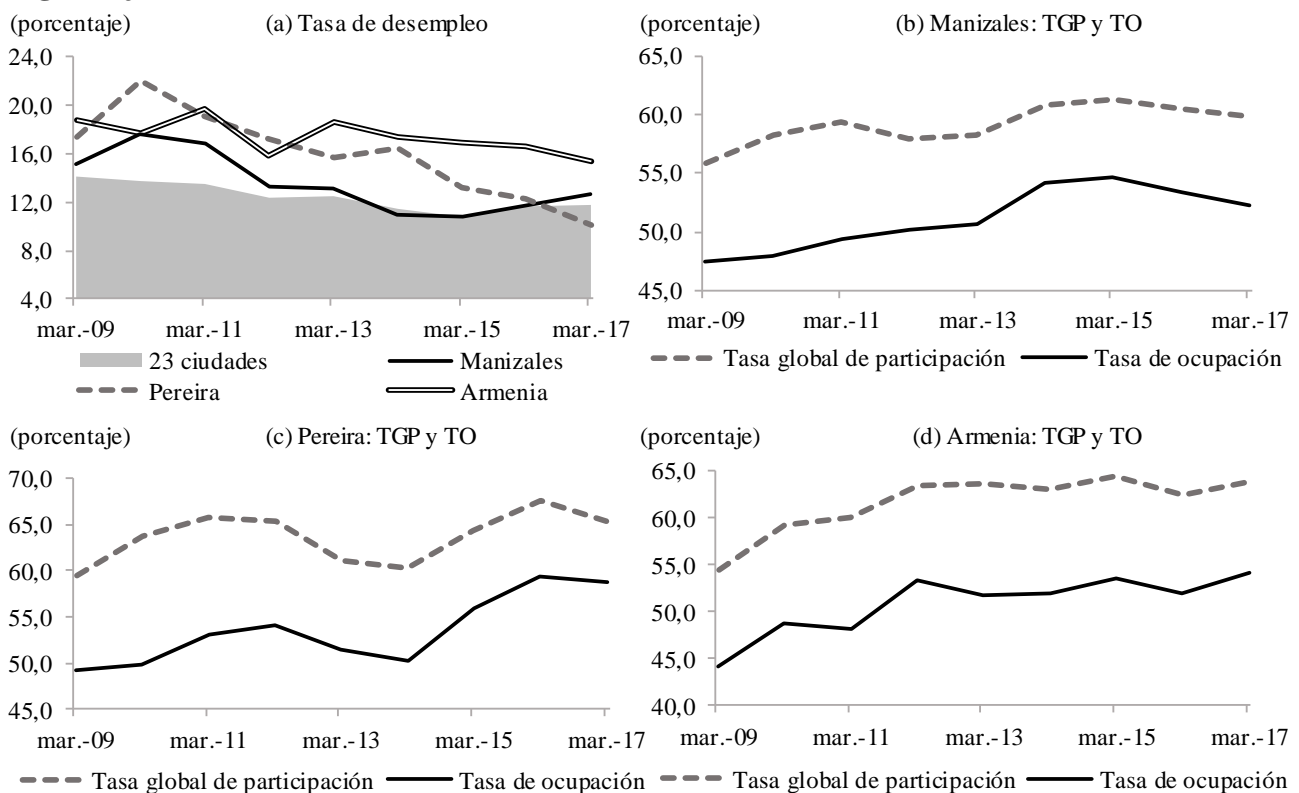 (porcentaje) (a) Tasa de desempleo
24,0
20,0
16,0
12,0
8,0
4,0
mar.-09 mar.-11 mar.-13 mar.-15 mar.-17
23 ciudades Manizales
Pereira Armenia
(porcentaje) (b) Manizales: TGP y TO
65,0
60,0
55,0
50,0
45,0
mar.-09 mar.-11 mar.-13 mar.-15 mar.-17
Tasa global de participación Tasa de ocupación
(porcentaje) (c) Pereira: TGP y TO
70,0
65,0
60,0
55,0
50,0
45,0
mar.-09 mar.-11 mar.-13 mar.-15 mar.-17
Tasa global de participación Tasa de ocupación
(porcentaje) (d) Armenia: TGP y TO
65,0
60,0
55,0
50,0
45,0
40,0
mar.-09 mar.-11 mar.-13 mar.-15 mar.-17
Tasa global de participación Tasa de ocupación